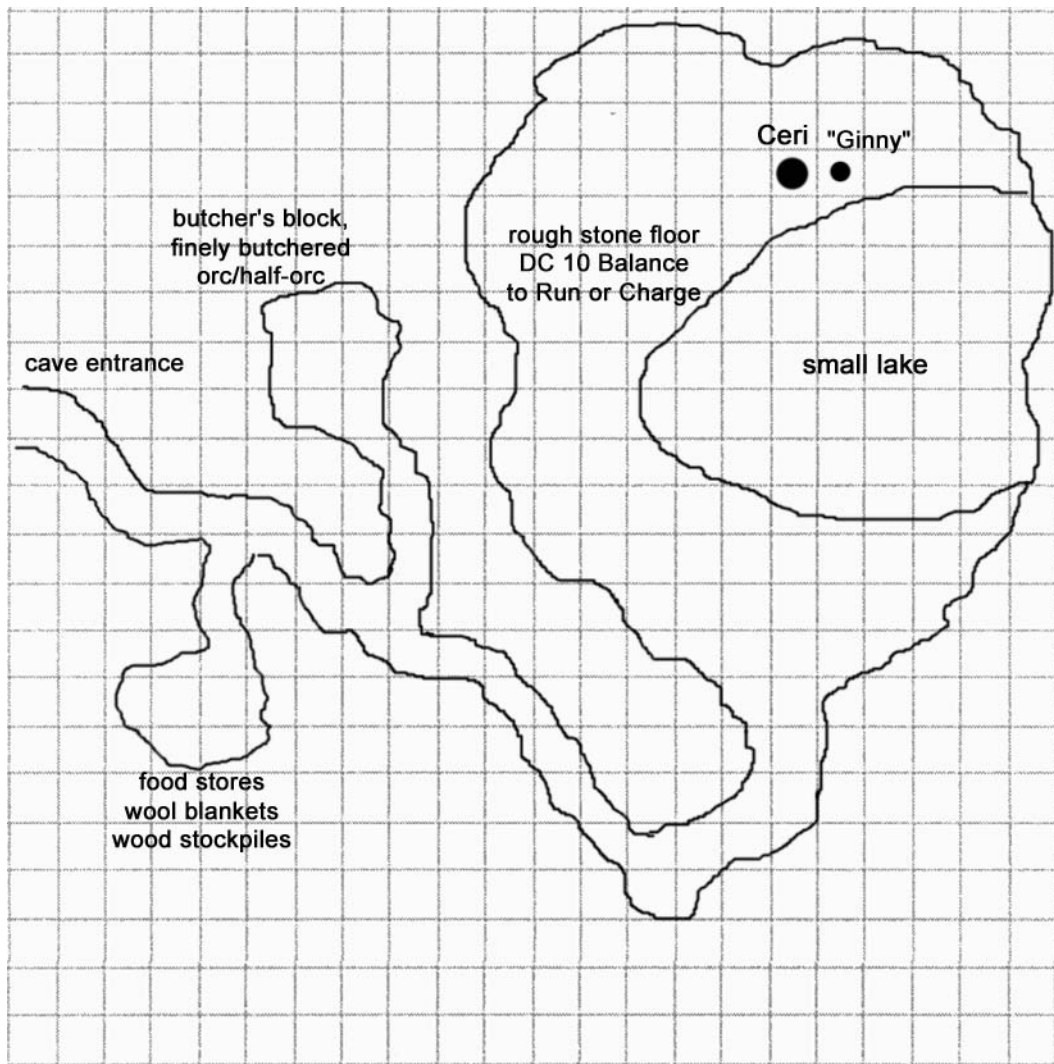 Ceri "Ginny"
butcher's block,
finely butchered
orc/half-orc
rough stone floor
DC 10 Balance
to Run or Charge
cave entrance
small lake
food stores
wool blankets
wood stockpiles